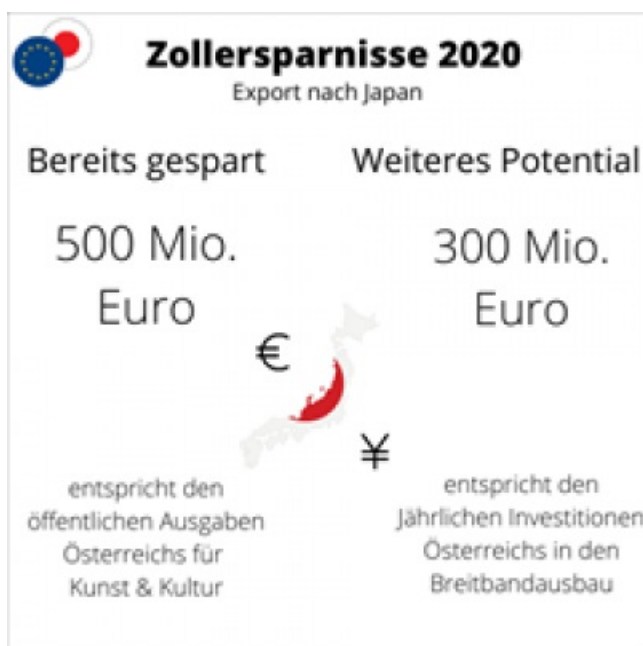 Zollersparnisse 2020
Export nach Japan
Bereits gespart
500 Mio.
Euro
€
entspricht den
öffentlichen Ausgaben
Österreichs für
Kunst & Kultur
Weiteres Potential
300 Mio.
Euro
¥
entspricht den
Jährlichen Investitionen
Österreichs in den
Breitbandausbau